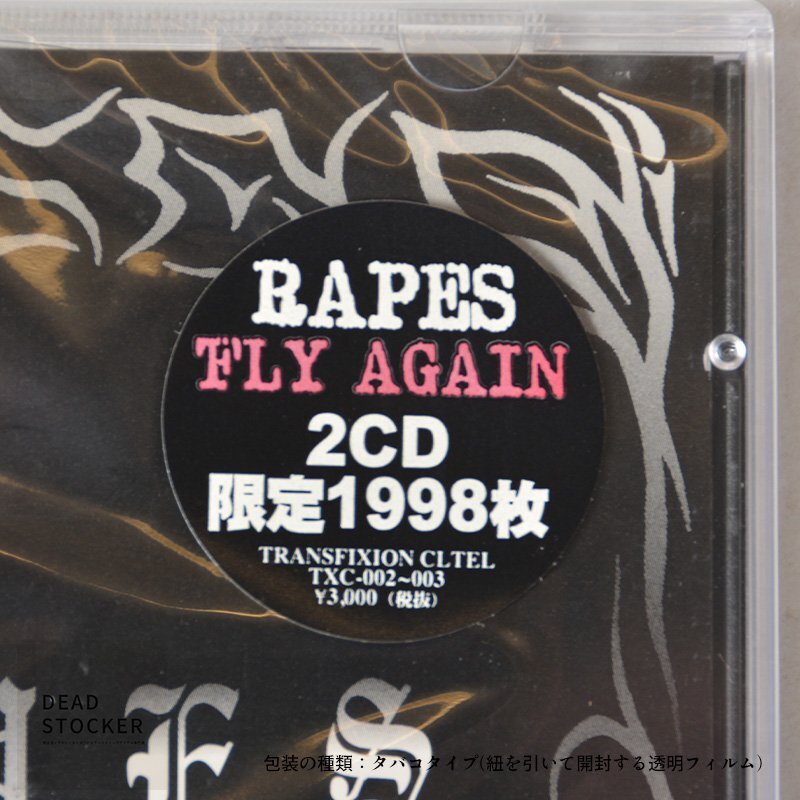 RAPES
FLY AGAIN
2CD
限定1998枚
TRANSFIXION CLTEL
TXC-002~003
¥3,000（税抜）
DEAD
STOCKER
包装の種類：タバコタイプ(紐を引いて開封する透明フィルム)